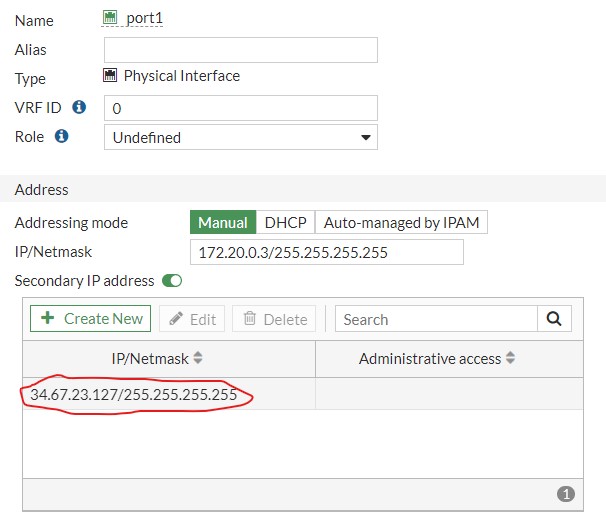 Name port1
Alias
Type Physical Interface
VRF ID 0
Role Undefined
Address
Addressing mode Manual DHCP Auto-managed by IPAM
IP/Netmask 172.20.0.3/255.255.255.255
Secondary IP address
+ Create New Edit Delete Search
IP/Netmask Administrative access
34.67.23.127/255.255.255.255
1